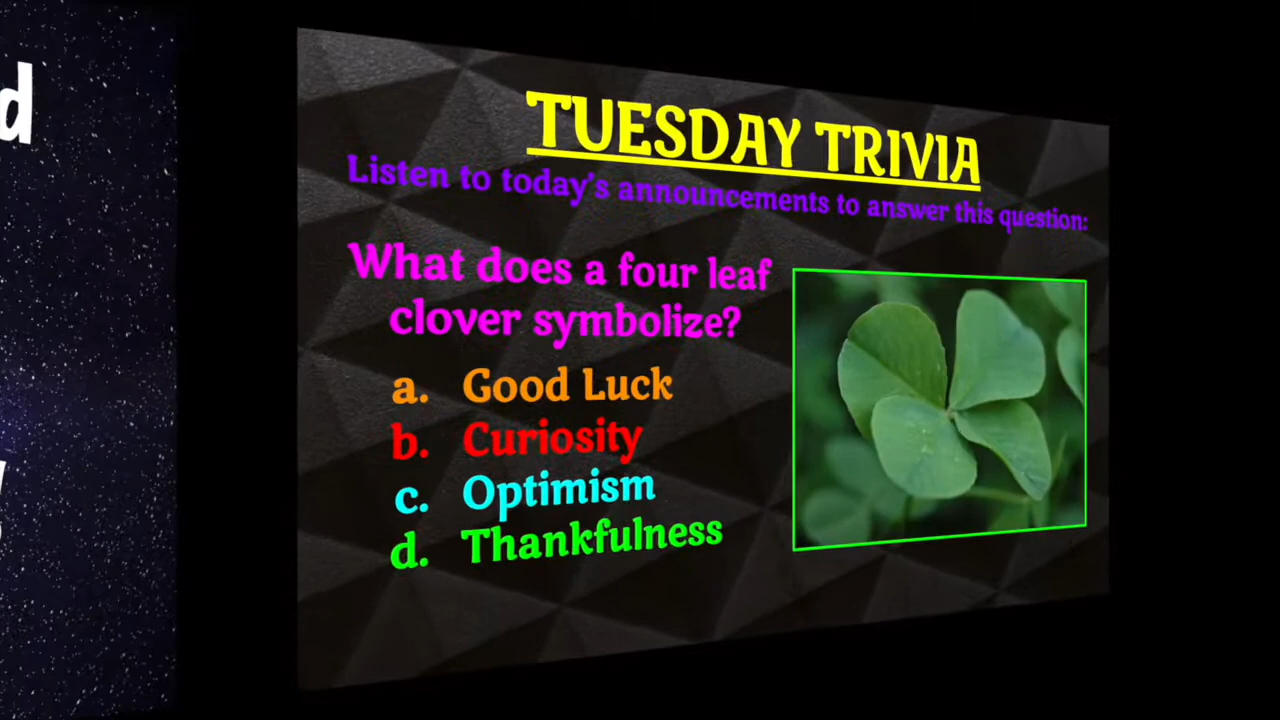 d
TUESDAY TRIVIA
Listen to today's announcements to answer this question:
What does a four leaf
clover symbolize?
a. Good Luck
b. Curiosity
c. Optimism
d. Thankfulness